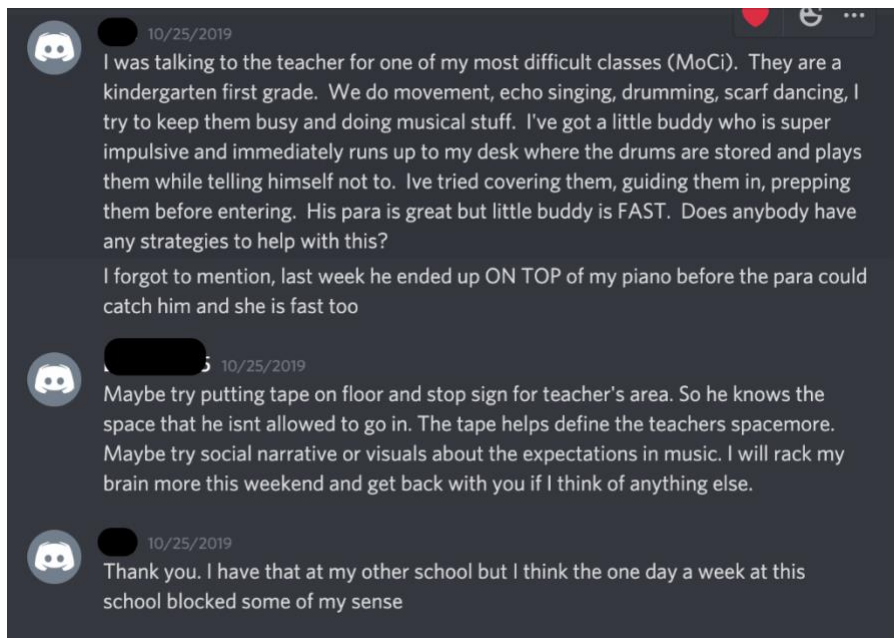 10/25/2019
I was talking to the teacher for one of my most difficult classes (MoCi).  They are a
kindergarten first grade.  We do movement, echo singing, drumming, scarf dancing, I
try to keep them busy and doing musical stuff.  I've got a little buddy who is super
impulsive and immediately runs up to my desk where the drums are stored and plays
them while telling himself not to.  Ive tried covering them, guiding them in, prepping
them before entering.  His para is great but little buddy is FAST.  Does anybody have
any strategies to help with this?
I forgot to mention, last week he ended up ON TOP of my piano before the para could
catch him and she is fast too
10/25/2019
Maybe try putting tape on floor and stop sign for teacher's area. So he knows the
space that he isnt allowed to go in. The tape helps define the teachers spacemore.
Maybe try social narrative or visuals about the expectations in music. I will rack my
brain more this weekend and get back with you if I think of anything else.
10/25/2019
Thank you. I have that at my other school but I think the one day a week at this
school blocked some of my sense